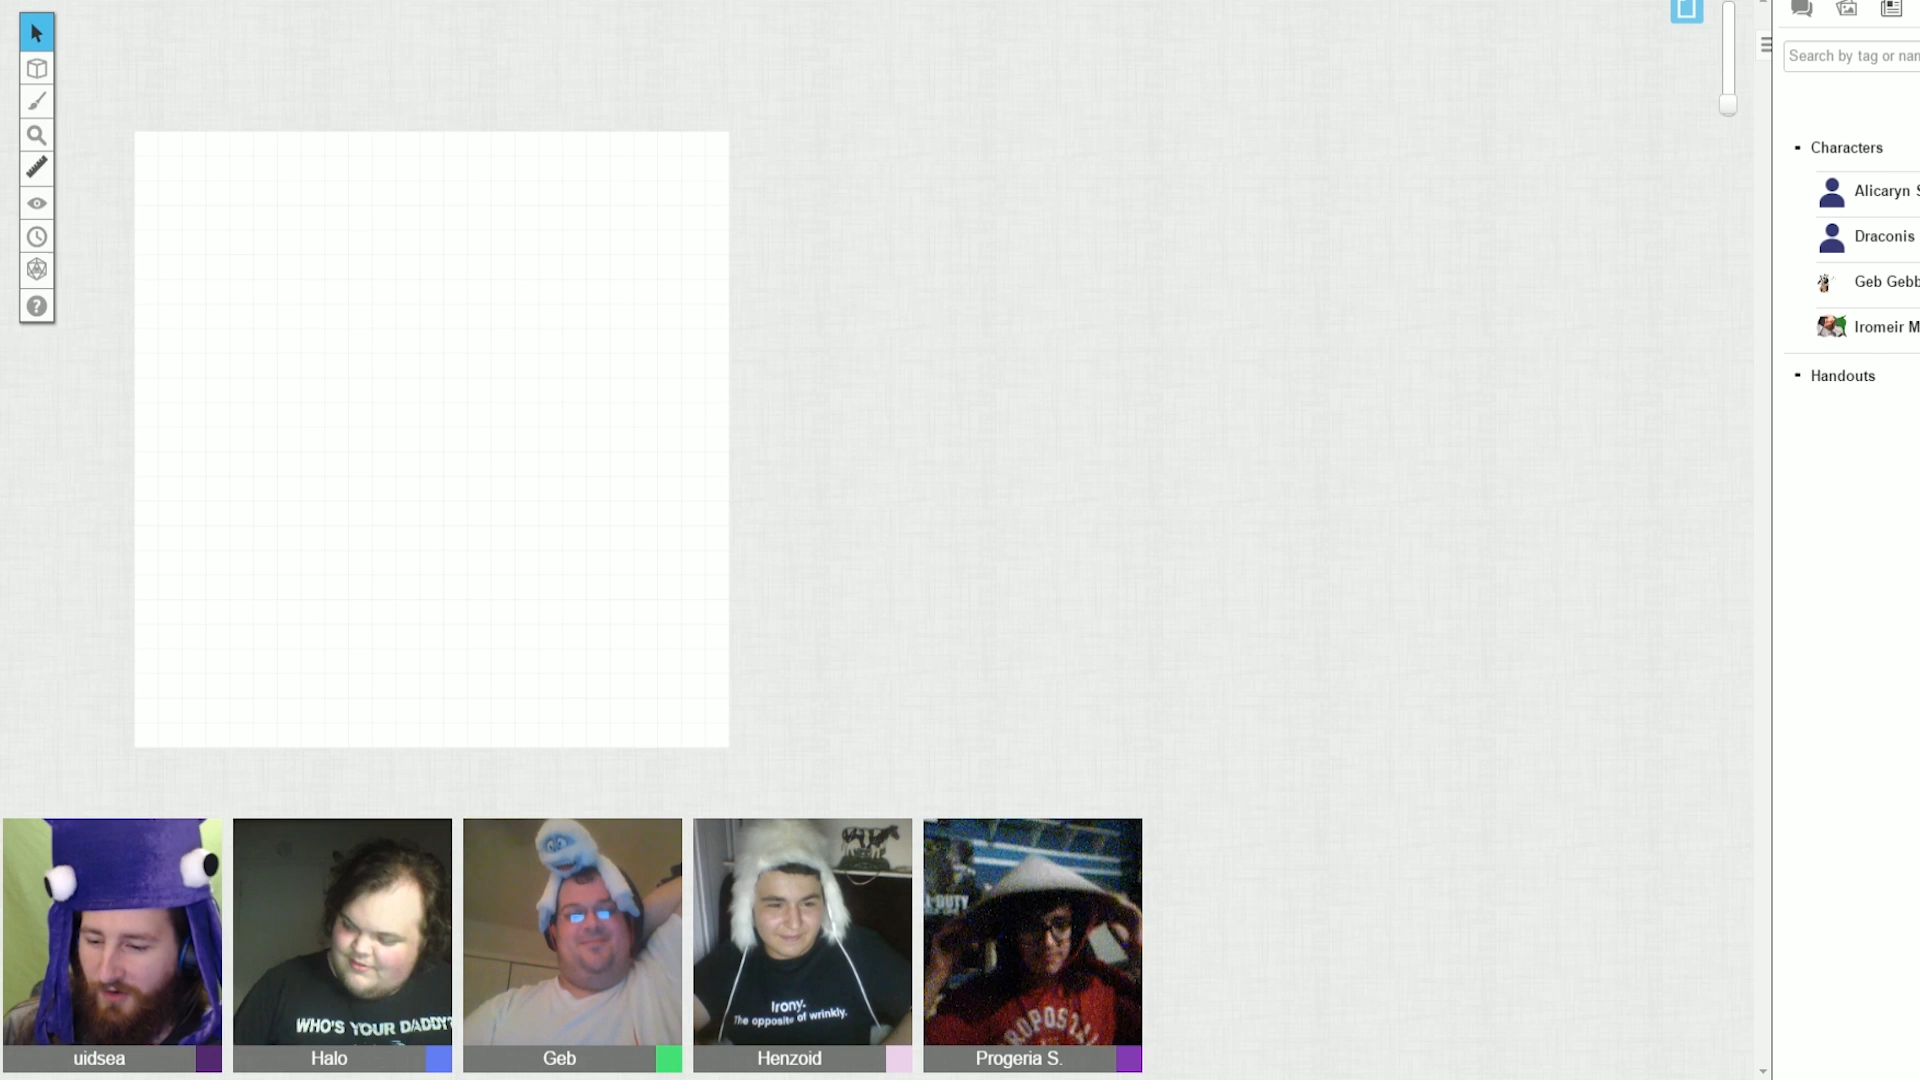 Search by tag or nan
Characters
Alicaryn S
Draconis
Geb Gebb
Iromeir M
Handouts
WHO'S YOUR DADDY?
Irony.
The opposite of wrinkly.
DUTY
uidsea
Halo
Geb
Henzoid
Progeria S.